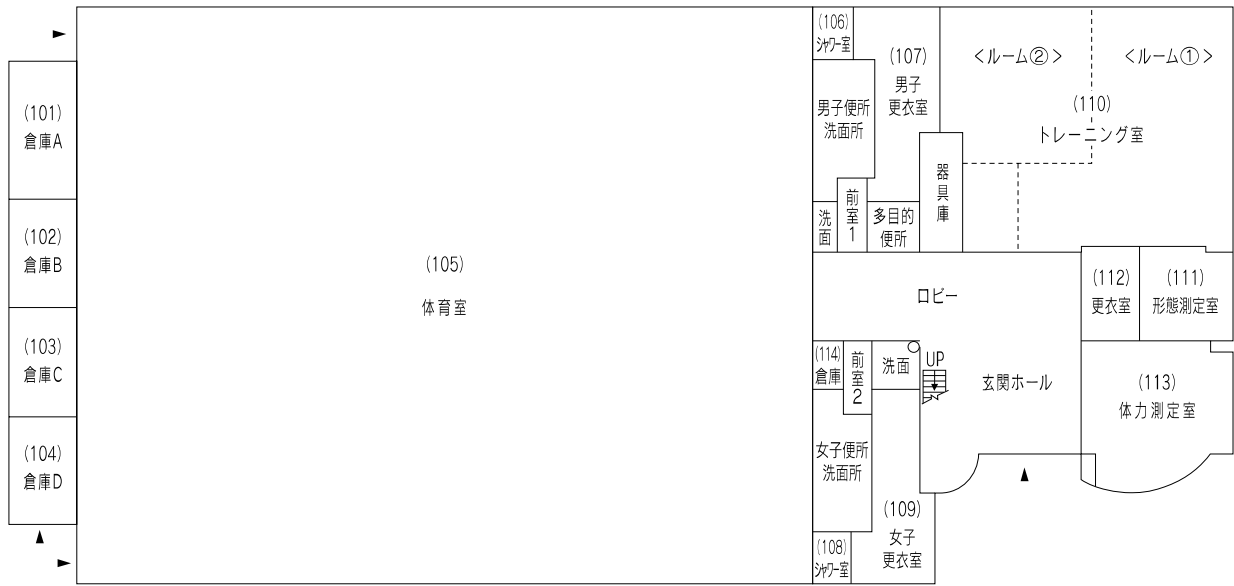 (101)
倉庫A
(102)
倉庫B
(103)
倉庫C
(104)
倉庫D
(105)
体育室
(106)
シャワー室
(107)
男子
更衣室
男子便所
洗面所
洗面
前室1
多目的
便所
器具庫
<ルーム②>
<ルーム①>
(110)
トレーニング室
ロビー
(112)
更衣室
(111)
形態測定室
(114)
倉庫
前室2
洗面
UP
玄関ホール
(113)
体力測定室
女子便所
洗面所
(109)
女子
更衣室
(108)
シャワー室